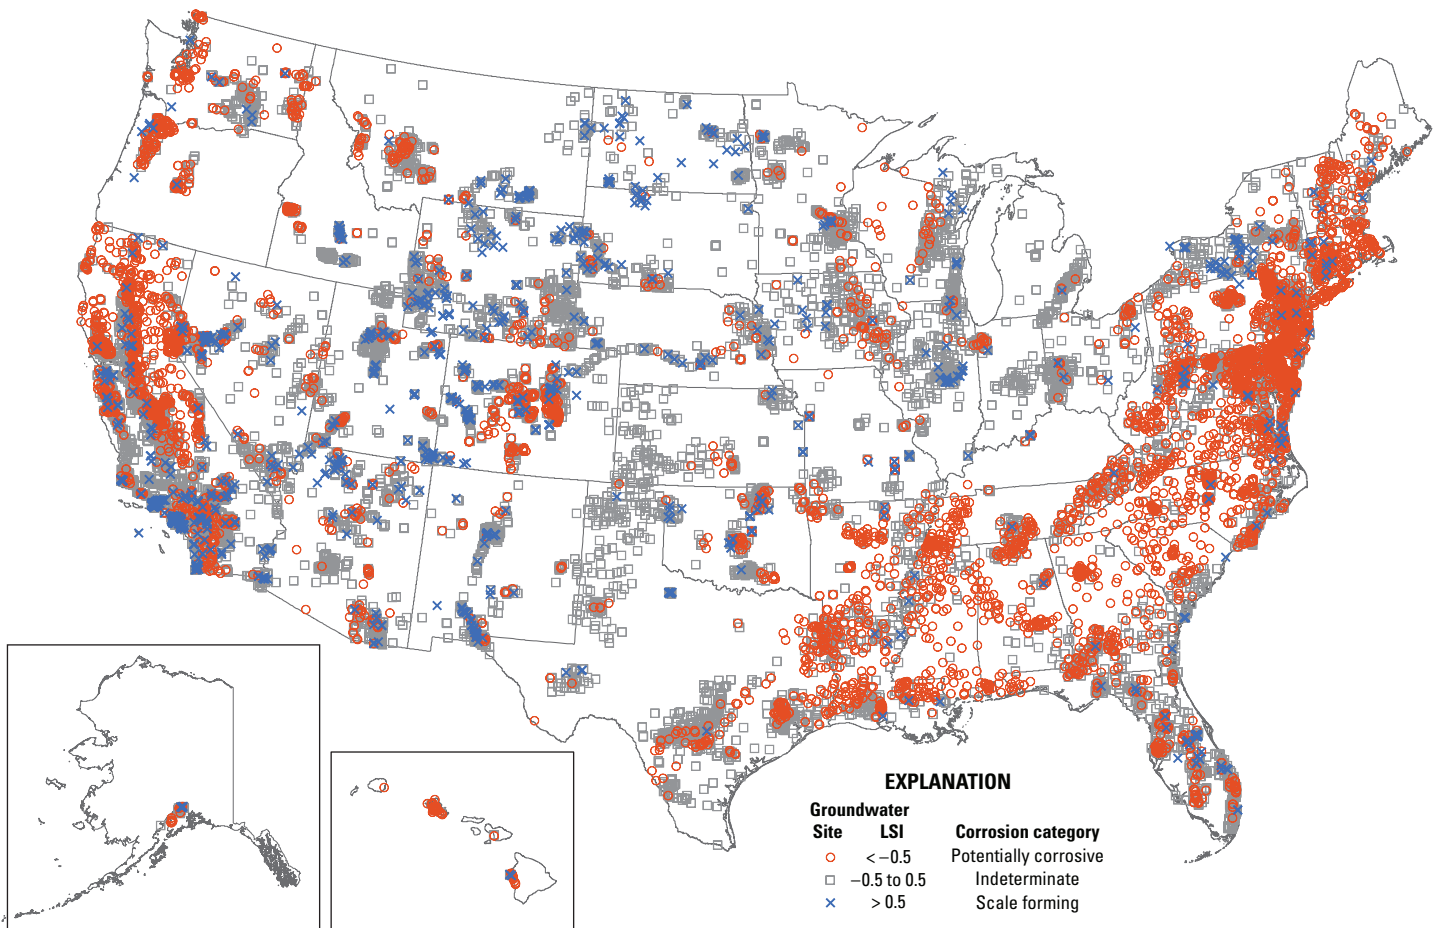 EXPLANATION
Groundwater
Site LSI Corrosion category
< −0.5 Potentially corrosive
−0.5 to 0.5 Indeterminate
> 0.5 Scale forming